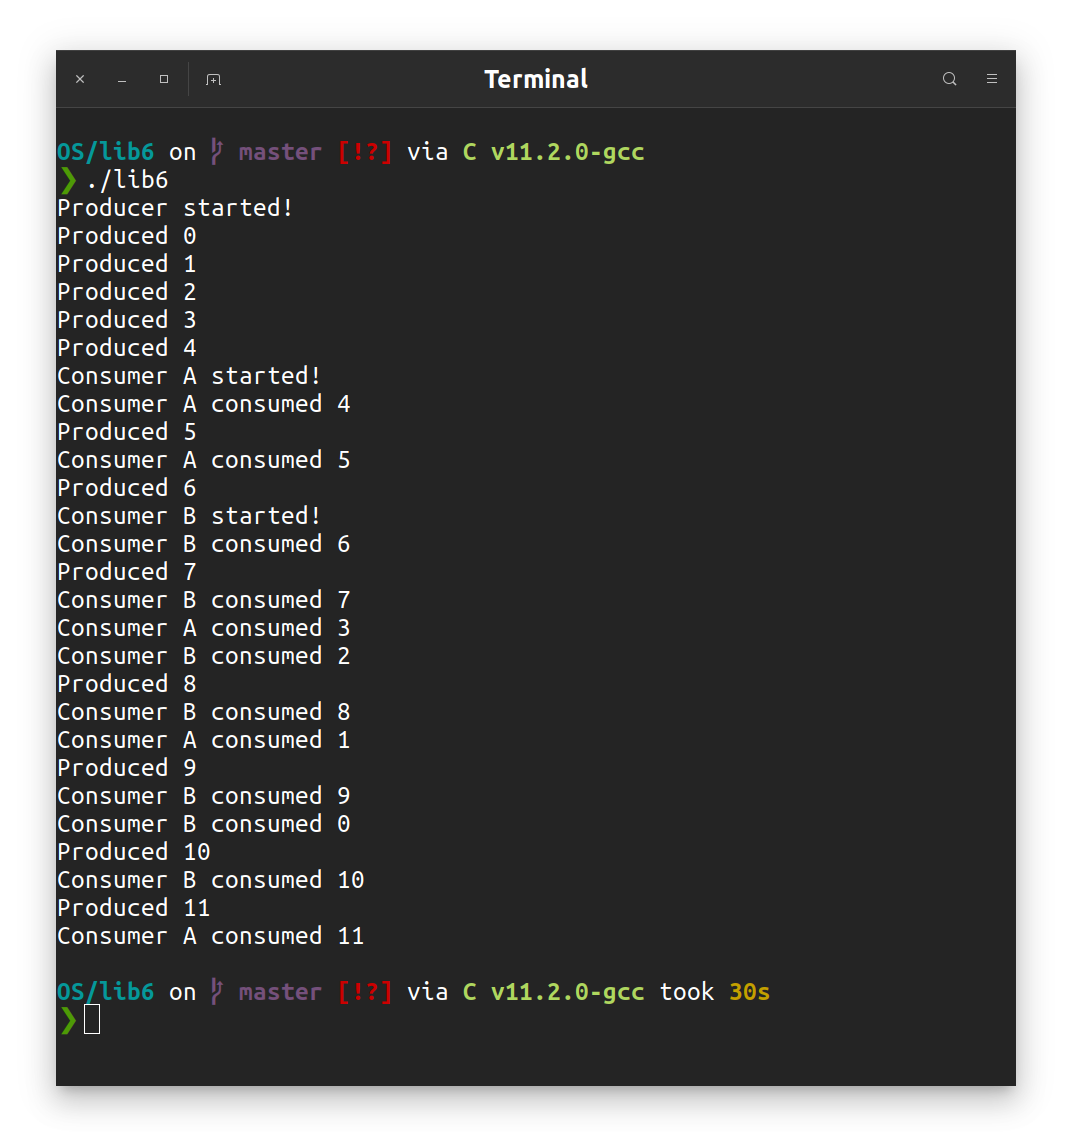 Terminal
OS/lib6 on master [!?] via C v11.2.0-gcc
❯ ./lib6
Producer started!
Produced 0
Produced 1
Produced 2
Produced 3
Produced 4
Consumer A started!
Consumer A consumed 4
Produced 5
Consumer A consumed 5
Produced 6
Consumer B started!
Consumer B consumed 6
Produced 7
Consumer B consumed 7
Consumer A consumed 3
Consumer B consumed 2
Produced 8
Consumer B consumed 8
Consumer A consumed 1
Produced 9
Consumer B consumed 9
Consumer B consumed 0
Produced 10
Consumer B consumed 10
Produced 11
Consumer A consumed 11
OS/lib6 on master [!?] via C v11.2.0-gcc took 30s
❯